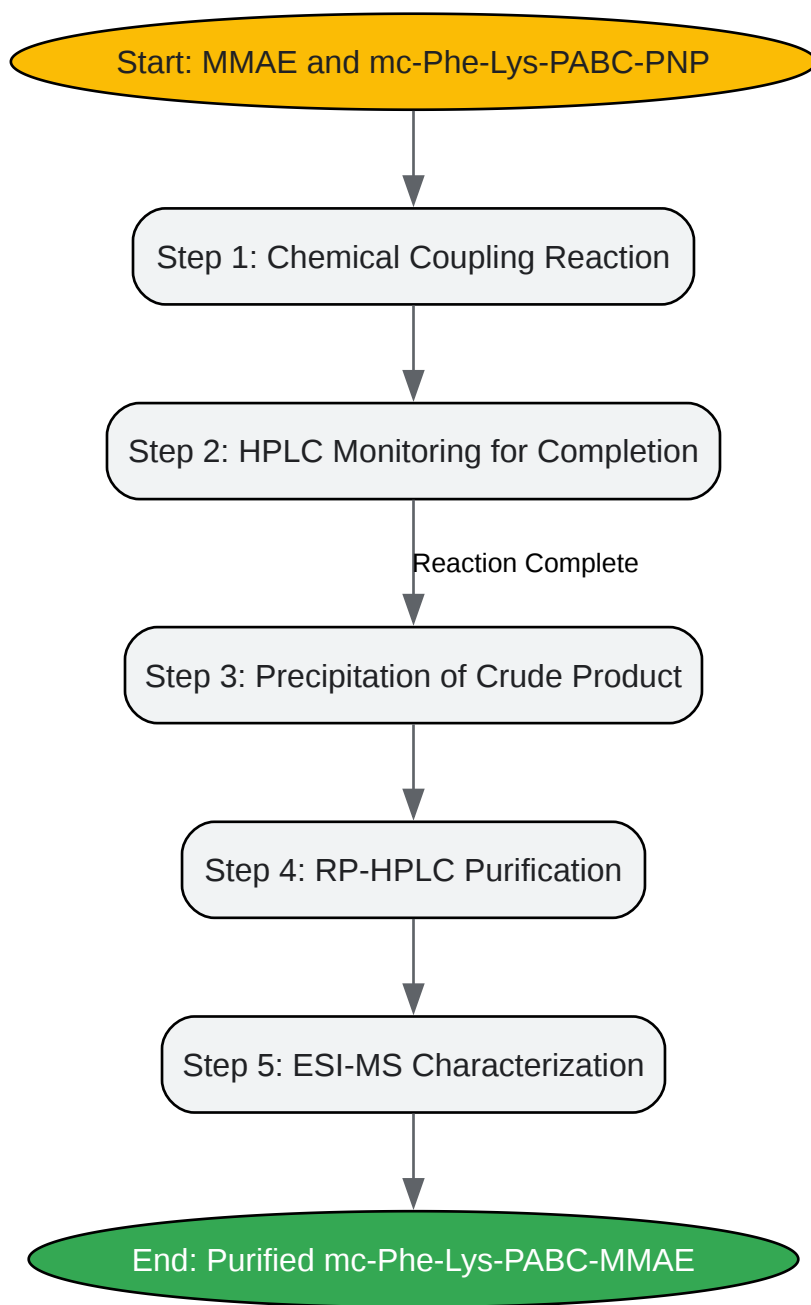 Start: MMAE and mc-Phe-Lys-PABC-PNP
Step 1: Chemical Coupling Reaction
Step 2: HPLC Monitoring for Completion
Reaction Complete
Step 3: Precipitation of Crude Product
Step 4: RP-HPLC Purification
Step 5: ESI-MS Characterization
End: Purified mc-Phe-Lys-PABC-MMAE